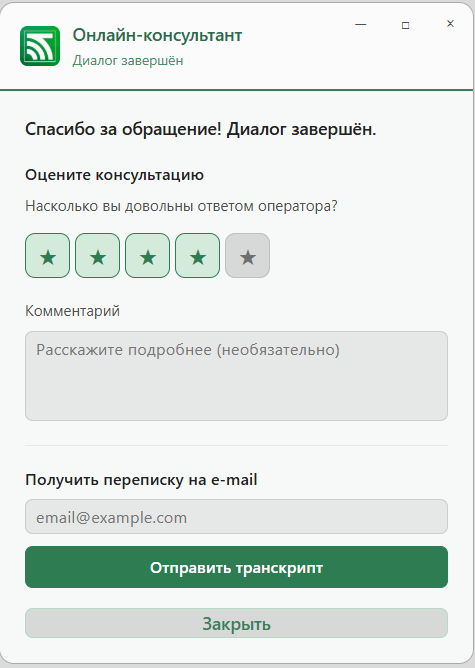 Онлайн-консультант
Диалог завершён
Спасибо за обращение! Диалог завершён.
Оцените консультацию
Насколько вы довольны ответом оператора?
Комментарий
Расскажите подробнее (необязательно)
Получить переписку на e-mail
email@example.com
Отправить транскрипт
Закрыть